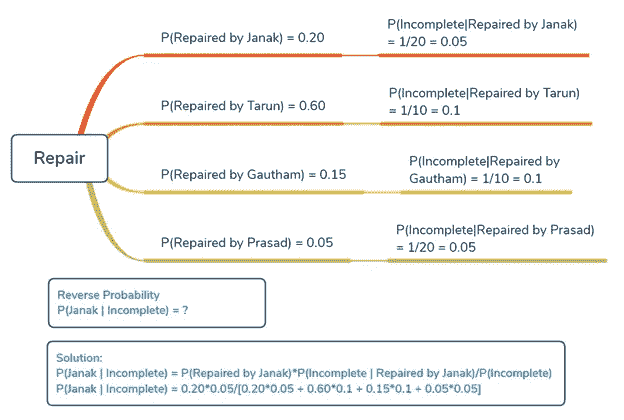 P(Repaired by Janak) = 0.20
P(Incomplete|Repaired by Janak)
= 1/20 = 0.05
P(Repaired by Tarun) = 0.60
P(Incomplete|Repaired by Tarun)
= 1/10 = 0.1
Repair
P(Repaired by Gautham) = 0.15
P(Incomplete|Repaired by
Gautham) = 1/10 = 0.1
P(Repaired by Prasad) = 0.05
P(Incomplete|Repaired by Prasad)
= 1/20 = 0.05
Reverse Probability
P(Janak | Incomplete) = ?
Solution:
P(Janak | Incomplete) = P(Repaired by Janak)*P(Incomplete | Repaired by Janak)/P(Incomplete)
P(Janak | Incomplete) = 0.20*0.05/[0.20*0.05 + 0.60*0.1 + 0.15*0.1 + 0.05*0.05]